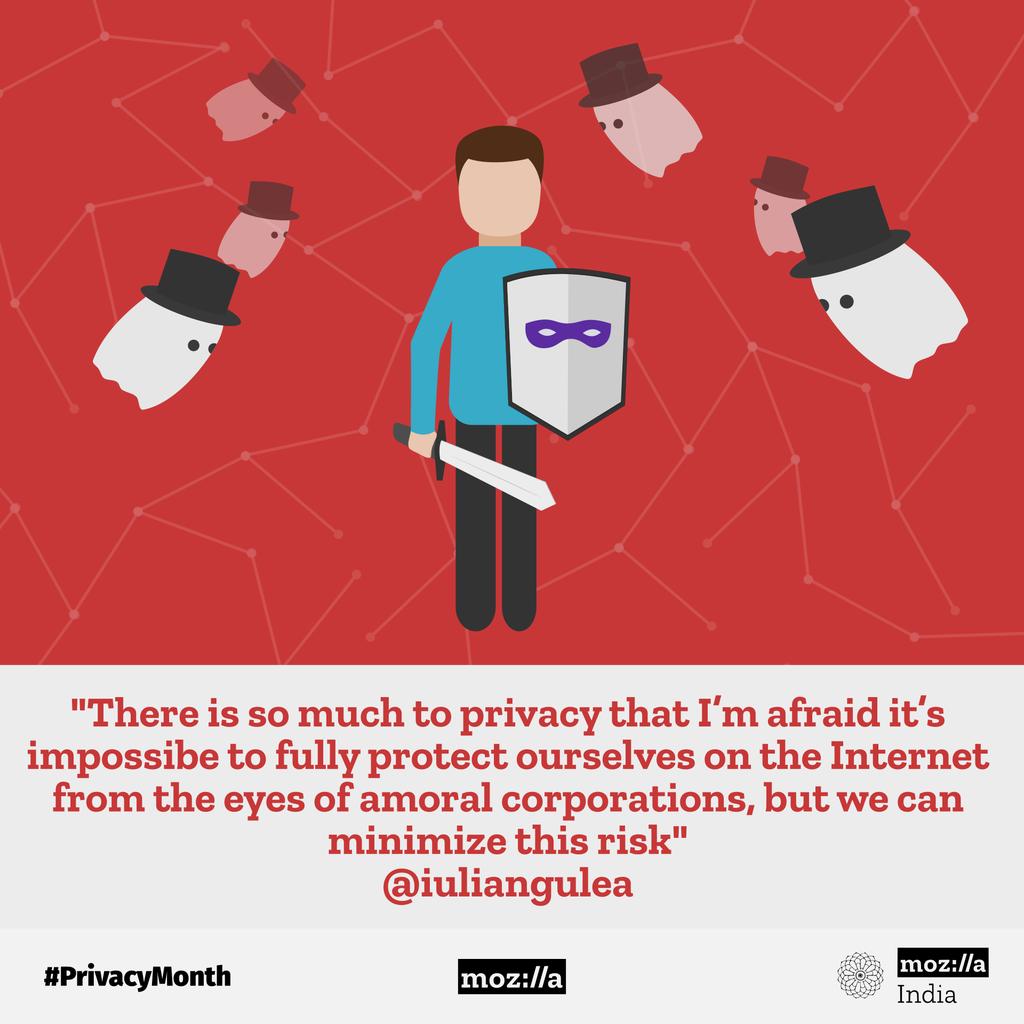 "There is so much to privacy that I’m afraid it’s
impossibe to fully protect ourselves on the Internet
from the eyes of amoral corporations, but we can
minimize this risk"
@iuliangulea
#PrivacyMonth
moz://a
moz://a
India